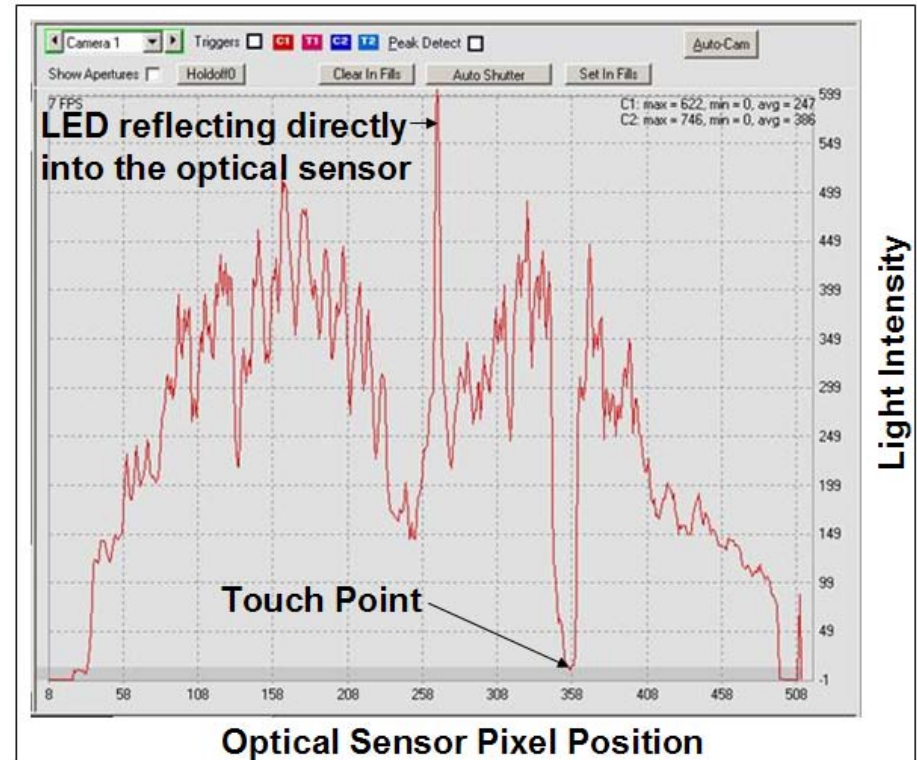 Camera 1 Triggers C1 T1 C2 T2 Peak Detect Auto-Cam
Show Apertures Holdoff0 Clear In Fills Auto Shutter Set In Fills
7 FPS
C1: max = 622, min = 0, avg = 247
C2: max = 746, min = 0, avg = 386
LED reflecting directly
into the optical sensor
599
549
499
449
399
349
299
249
199
149
99
49
-1
Light Intensity
Touch Point
8 58 108 158 208 258 308 358 408 458 508
Optical Sensor Pixel Position